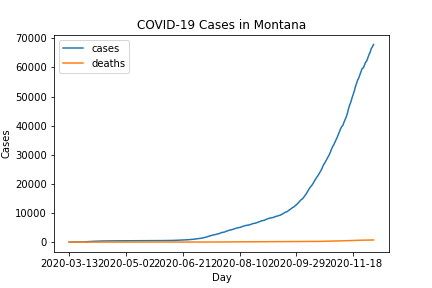 COVID-19 Cases in Montana
cases
deaths
70000
60000
50000
40000
30000
20000
10000
0
Cases
2020-03-13 2020-05-02 2020-06-21 2020-08-10 2020-09-29 2020-11-18
Day